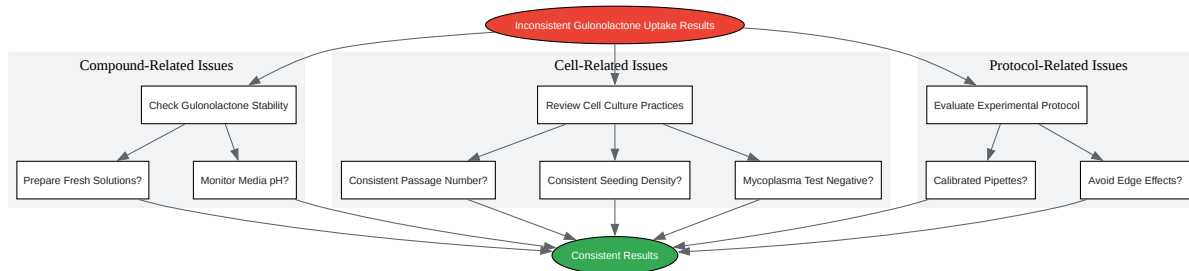 Inconsistent Gulonolactone Uptake Results
Compound-Related Issues
Cell-Related Issues
Protocol-Related Issues
Check Gulonolactone Stability
Review Cell Culture Practices
Evaluate Experimental Protocol
Prepare Fresh Solutions?
Monitor Media pH?
Consistent Passage Number?
Consistent Seeding Density?
Mycoplasma Test Negative?
Calibrated Pipettes?
Avoid Edge Effects?
Consistent Results